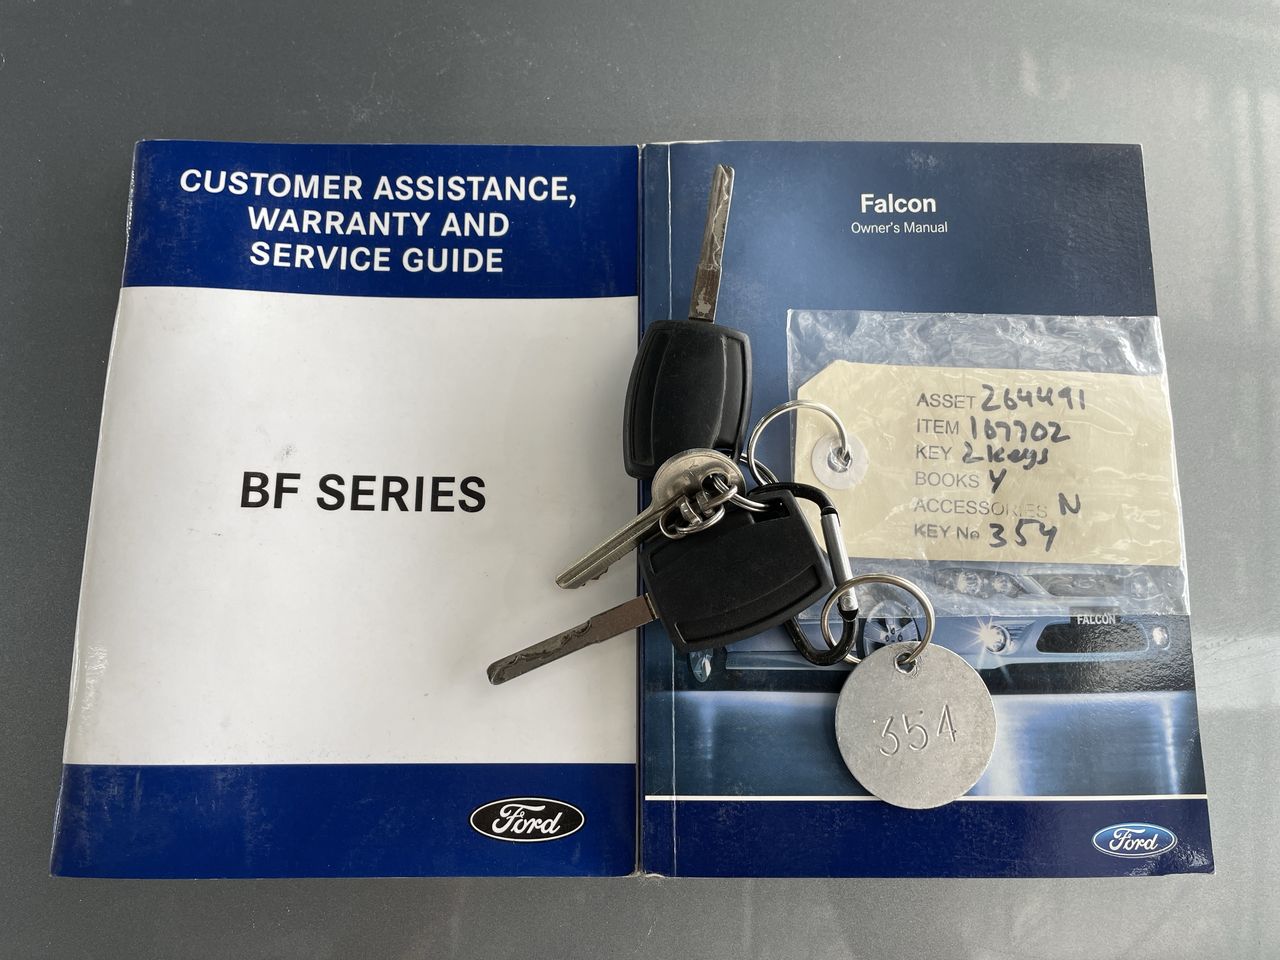 CUSTOMER ASSISTANCE,
WARRANTY AND
SERVICE GUIDE
BF SERIES
Ford
Falcon
Owner's Manual
ASSET 264491
ITEM 167702
KEY 2 keys
BOOKS Y
ACCESSORIES N
KEY No 354
FALCON
354
Ford